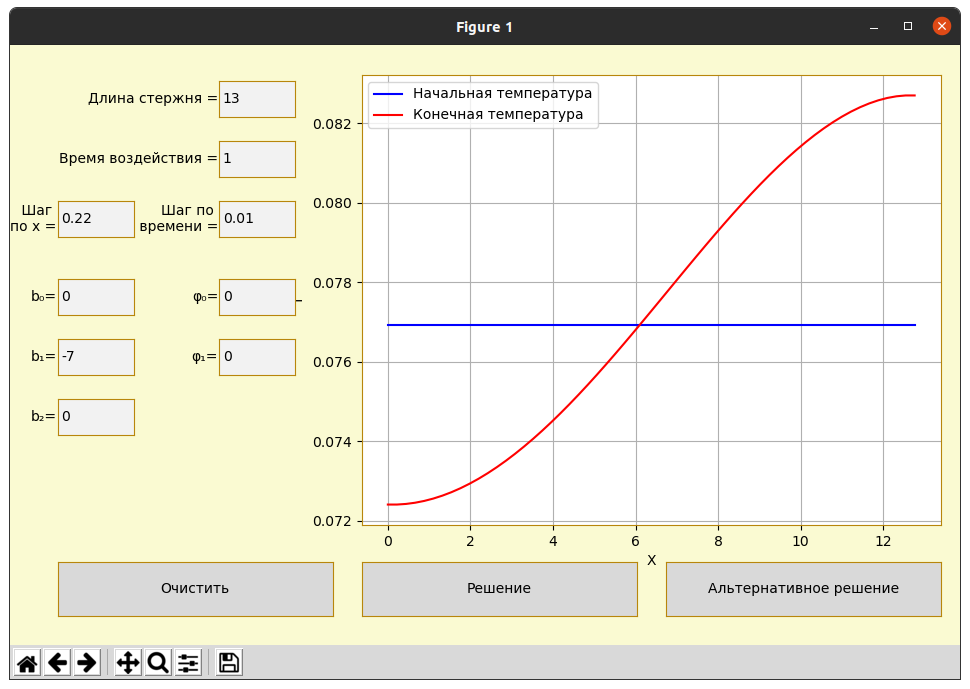 Figure 1
Длина стержня = 13
Время воздействия = 1
Шаг
по x = 0.22
Шаг по
времени = 0.01
b₀= 0
φ₀= 0
b₁= -7
φ₁= 0
b₂= 0
Начальная температура
Конечная температура
0.082
0.080
0.078
0.076
0.074
0.072
0 2 4 6 8 10 12
X
Очистить
Решение
Альтернативное решение